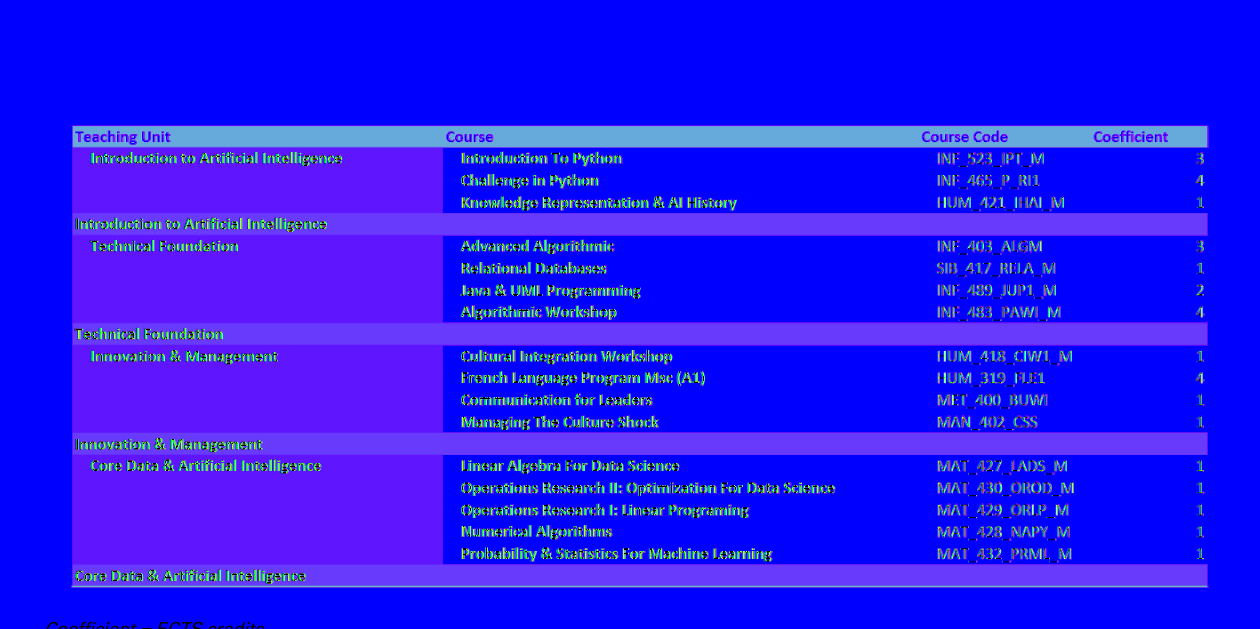 Teaching Unit Course Course Code Coefficient
Introduction to Artificial Intelligence Introduction To Python INF_523_IPT_M 3
Challenge in Python INF_465_P_RI1 4
Knowledge Representation & AI History HUM_421_IHAI_M 1
Introduction to Artificial Intelligence
Technical Foundation Advanced Algorithmic INF_403_ALGM 3
Relational Databases SIB_417_RELA_M 1
Java & UML Programming INF_489_JUP1_M 2
Algorithmic Workshop INF_483_PAWI_M 4
Technical Foundation
Innovation & Management Cultural Integration Workshop HUM_418_CIW1_M 1
French Language Program Msc (A1) HUM_319_FLE1 4
Communication for Leaders MET_400_BUWI 1
Managing The Culture Shock MAN_402_CSS 1
Innovation & Management
Core Data & Artificial Intelligence Linear Algebra For Data Science MAT_427_LADS_M 1
Operations Research II: Optimization For Data Science MAT_430_OROD_M 1
Operations Research I: Linear Programing MAT_429_ORLP_M 1
Numerical Algorithms MAT_428_NAPY_M 1
Probability & Statistics For Machine Learning MAT_432_PRML_M 1
Core Data & Artificial Intelligence
Coefficient = ECTS credits